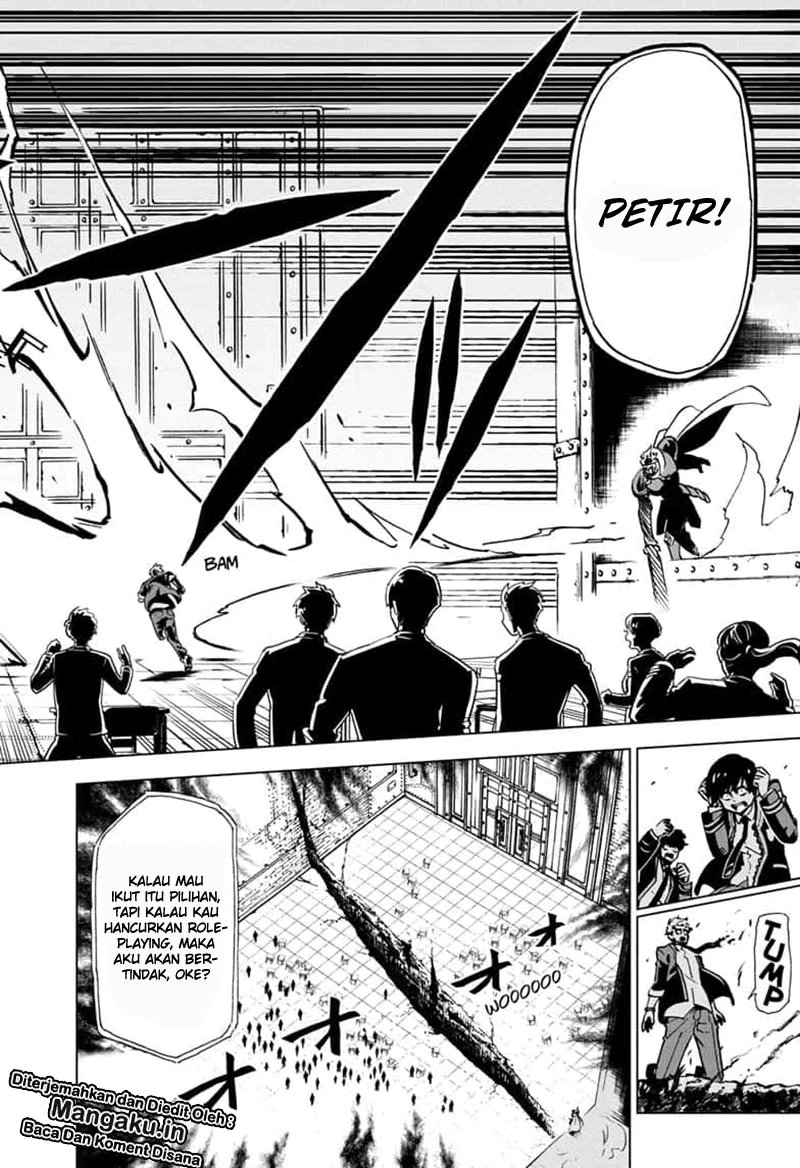 PETIR!
BAM
TUMP
KALAU MAU
IKUT ITU PILIHAN,
TAPI KALAU KAU
HANCURKAN ROLE-
PLAYING, MAKA
AKU AKAN BER-
TINDAK, OKE?
オオオ
WOOOOOO
Diterjemahkan dan Diedit Oleh :
Mangaku.in
Baca Dan Koment Disana